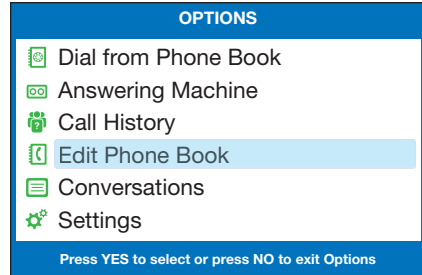 OPTIONS
Dial from Phone Book
Answering Machine
Call History
Edit Phone Book
Conversations
Settings
Press YES to select or press NO to exit Options